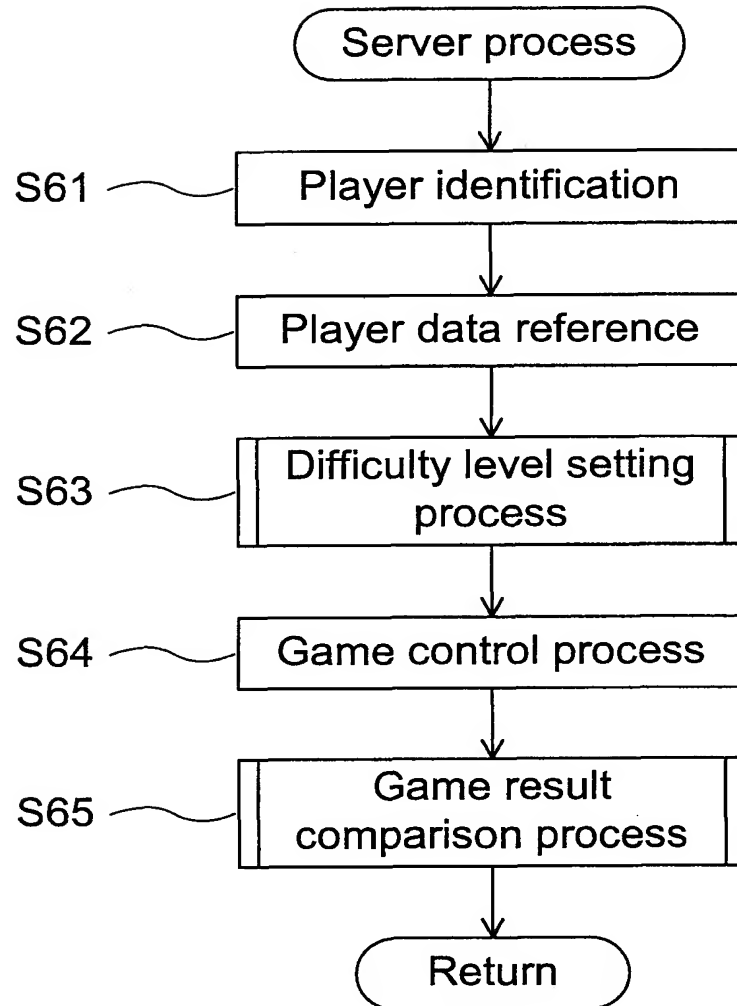 Server process
S61
Player identification
S62
Player data reference
S63
Difficulty level setting
process
S64
Game control process
S65
Game result
comparison process
Return